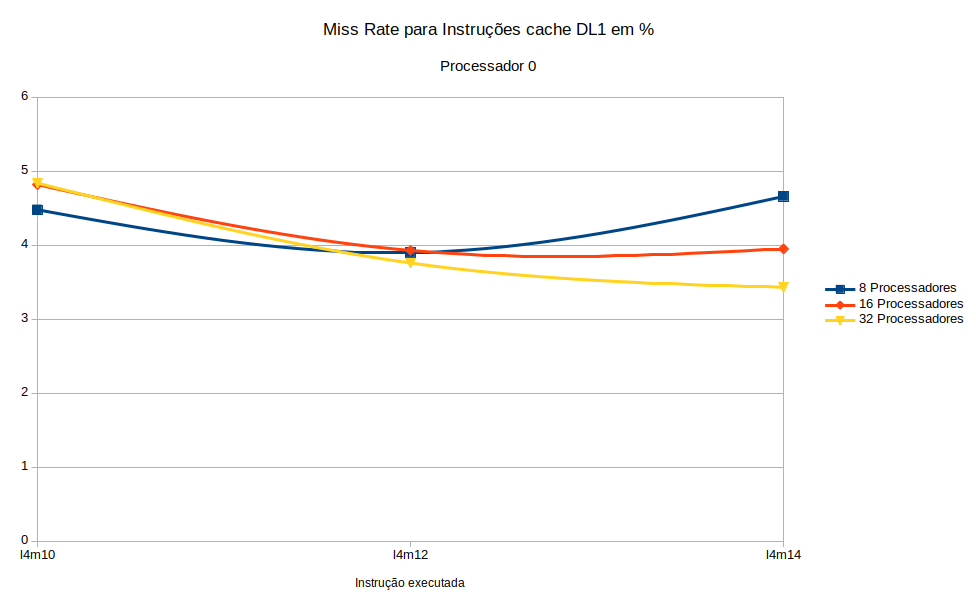 Miss Rate para Instruções cache DL1 em %
Processador 0
6
5
4
3
2
1
0
l4m10
l4m12
l4m14
Instrução executada
8 Processadores
16 Processadores
32 Processadores